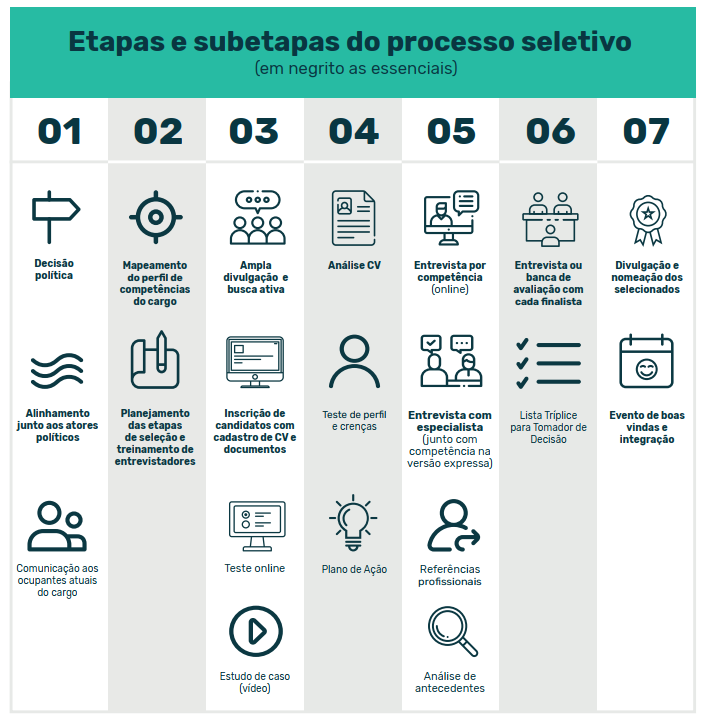 Etapas e subetapas do processo seletivo
(em negrito as essenciais)
01
02
03
04
05
06
07
Decisão
política
Mapeamento
do perfil de
competências
do cargo
Ampla
divulgação e
busca ativa
Análise CV
Entrevista por
competência
(online)
Entrevista ou
banca de
avaliação com
cada finalista
Divulgação e
nomeação dos
selecionados
Alinhamento
junto aos atores
políticos
Planejamento
das etapas
de seleção e
treinamento de
entrevistadores
Inscrição de
candidatos com
cadastro de CV e
documentos
Teste de perfil
e crenças
Entrevista com
especialista
(junto com
competência na
versão expressa)
Lista Tríplice
para Tomador de
Decisão
Evento de boas
vindas e
integração
Comunicação aos
ocupantes atuais
do cargo
Teste online
Plano de Ação
Referências
profissionais
Estudo de caso
(vídeo)
Análise de
antecedentes